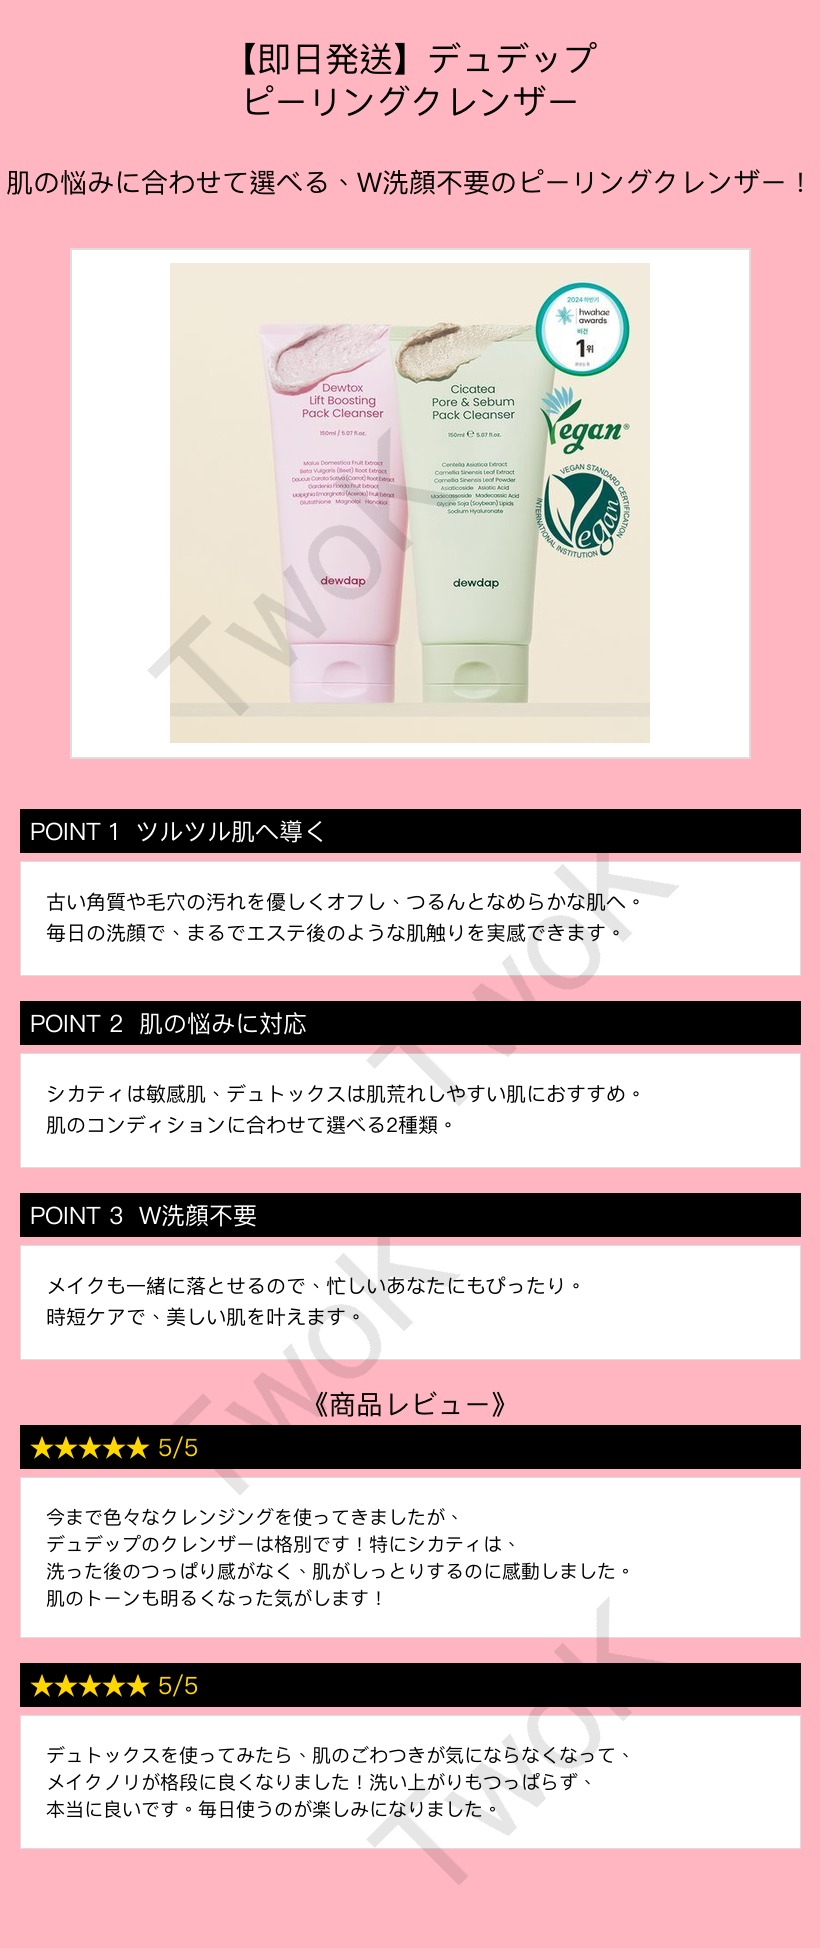 【即日発送】デュデップ
ピーリングクレンザー
肌の悩みに合わせて選べる、W洗顔不要のピーリングクレンザー！
2024 하반기
hwahae
awards
비건
1위
Dewtox
Lift Boosting
Pack Cleanser
150ml / 5.07 fl.oz.
Malus Domestica Fruit Extract
Beta Vulgaris (Beet) Root Extract
Daucus Carota Sativa (Carrot) Root Extract
Gardenia Florida Fruit Extract
Malpighia Emarginata (Acerola) Fruit Extract
Glutathione Magnolol Honokiol
dewdap
Cicatea
Pore & Sebum
Pack Cleanser
150ml ℮ 5.07 fl.oz.
Centella Asiatica Extract
Camellia Sinensis Leaf Extract
Camellia Sinensis Leaf Powder
Asiaticoside Asiatic Acid
Madecassoside Madecassic Acid
Glycine Soja (Soybean) Lipids
Sodium Hyaluronate
dewdap
Vegan®
VEGAN STANDARD CERTIFICATION
INTERNATIONAL INSTITUTION
Vegan
TwoK
POINT 1 ツルツル肌へ導く
古い角質や毛穴の汚れを優しくオフし、つるんとなめらかな肌へ。
毎日の洗顔で、まるでエステ後のような肌触りを実感できます。
TwoK
POINT 2 肌の悩みに対応
シカティは敏感肌、デュトックスは肌荒れしやすい肌におすすめ。
肌のコンディションに合わせて選べる2種類。
POINT 3 W洗顔不要
メイクも一緒に落とせるので、忙しいあなたにもぴったり。
時短ケアで、美しい肌を叶えます。
TwoK
《商品レビュー》
★★★★★ 5/5
今まで色々なクレンジングを使ってきましたが、
デュデップのクレンザーは格別です！特にシカティは、
洗った後のつっぱり感がなく、肌がしっとりするのに感動しました。
肌のトーンも明るくなった気がします！
★★★★★ 5/5
デュトックスを使ってみたら、肌のごわつきが気にならなくなって、
メイクノリが格段に良くなりました！洗い上がりもつっぱらず、
本当に良いです。毎日使うのが楽しみになりました。
TwoK